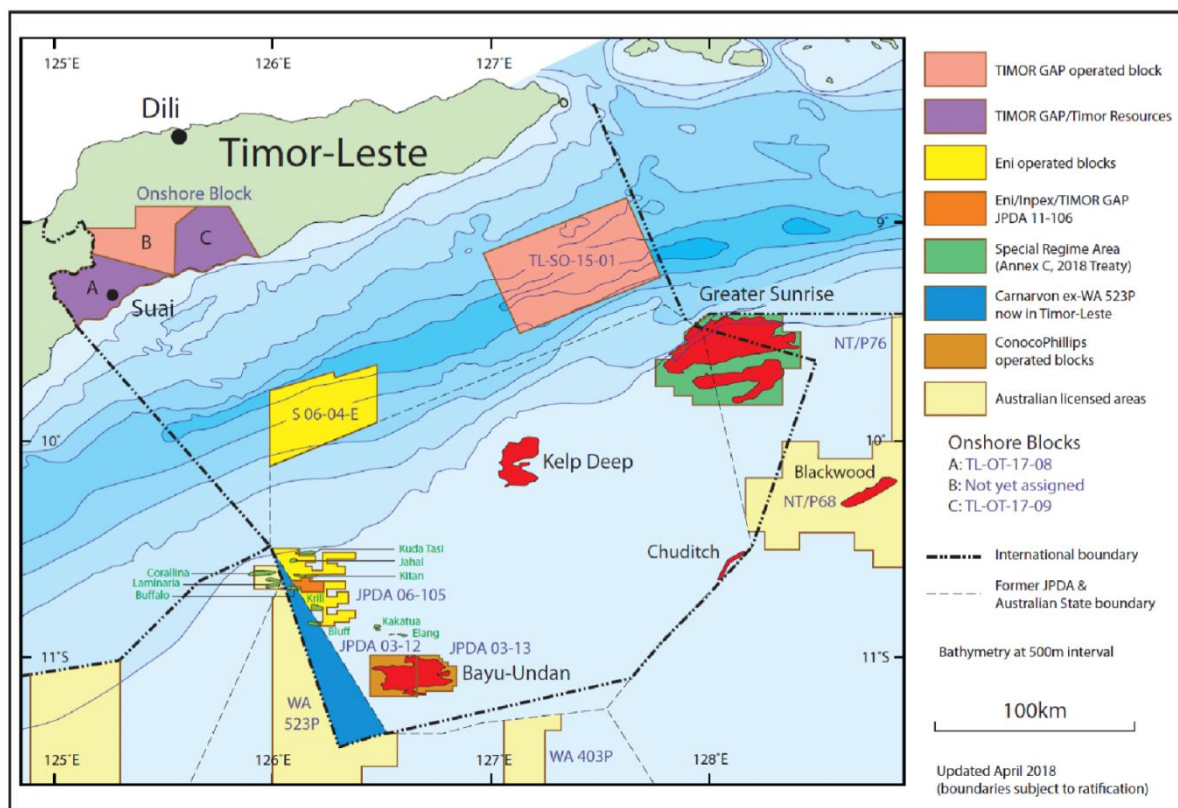 125°E
126°E
127°E
128°E
Dili
Timor-Leste
Onshore Block
B
C
A
Suai
9°
TL-SO-15-01
Greater Sunrise
NT/P76
S 06-04-E
10°
10°
Kelp Deep
Blackwood
NT/P68
Chuditch
Kuda Tasi
Jahal
Kitan
Corallina
Laminaria
Buffalo
Krill
JPDA 06-105
Kakatua
Bluff
Elang
JPDA 03-12
JPDA 03-13
11°S
11°S
Bayu-Undan
WA
523P
WA 403P
125°E
126°E
127°E
128°E
TIMOR GAP operated block
TIMOR GAP/Timor Resources
Eni operated blocks
Eni/Inpex/TIMOR GAP
JPDA 11-106
Special Regime Area
(Annex C, 2018 Treaty)
Carnarvon ex-WA 523P
now in Timor-Leste
ConocoPhillips
operated blocks
Australian licensed areas
Onshore Blocks
A: TL-OT-17-08
B: Not yet assigned
C: TL-OT-17-09
International boundary
Former JPDA &
Australian State boundary
Bathymetry at 500m interval
100km
Updated April 2018
(boundaries subject to ratification)